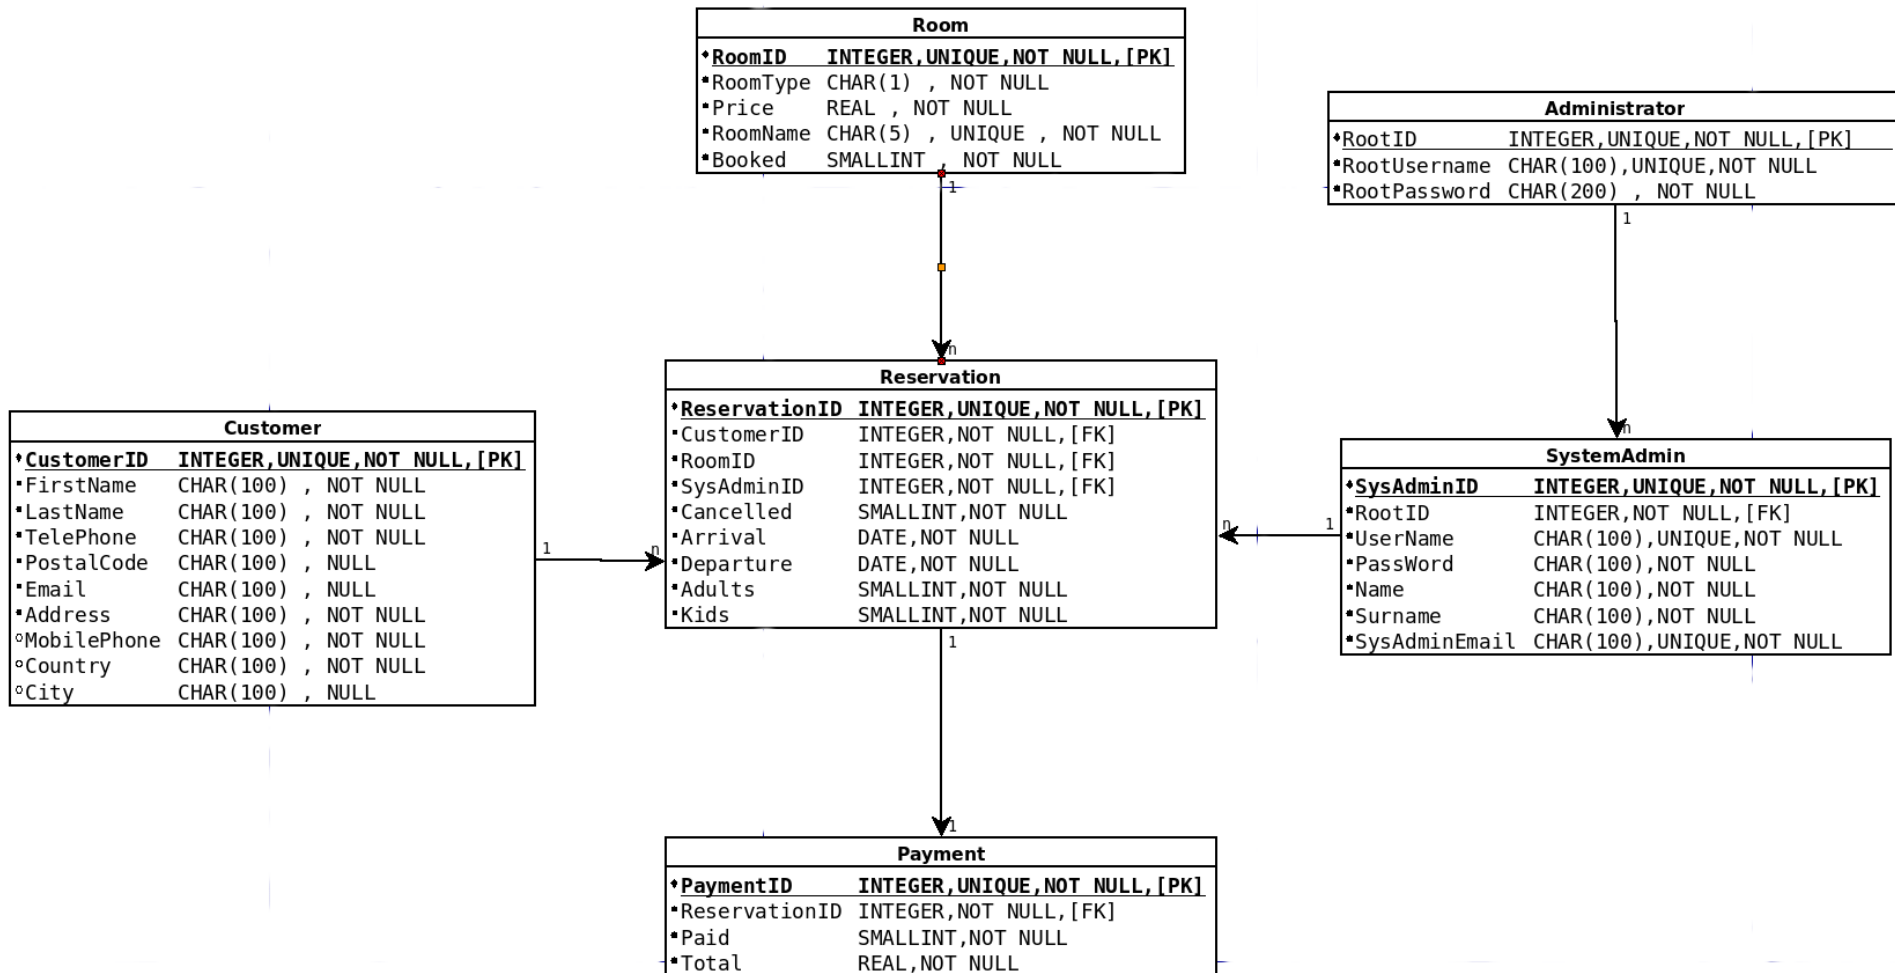 Room
RoomID INTEGER,UNIQUE,NOT NULL,[PK]
RoomType CHAR(1) , NOT NULL
Price REAL , NOT NULL
RoomName CHAR(5) , UNIQUE , NOT NULL
Booked SMALLINT , NOT NULL
1
n
Administrator
RootID INTEGER,UNIQUE,NOT NULL,[PK]
RootUsername CHAR(100),UNIQUE,NOT NULL
RootPassword CHAR(200) , NOT NULL
1
n
Customer
CustomerID INTEGER,UNIQUE,NOT NULL,[PK]
FirstName CHAR(100) , NOT NULL
LastName CHAR(100) , NOT NULL
TelePhone CHAR(100) , NOT NULL
PostalCode CHAR(100) , NULL
Email CHAR(100) , NULL
Address CHAR(100) , NOT NULL
MobilePhone CHAR(100) , NOT NULL
Country CHAR(100) , NOT NULL
City CHAR(100) , NULL
1
n
Reservation
ReservationID INTEGER,UNIQUE,NOT NULL,[PK]
CustomerID INTEGER,NOT NULL,[FK]
RoomID INTEGER,NOT NULL,[FK]
SysAdminID INTEGER,NOT NULL,[FK]
Cancelled SMALLINT,NOT NULL
Arrival DATE,NOT NULL
Departure DATE,NOT NULL
Adults SMALLINT,NOT NULL
Kids SMALLINT,NOT NULL
n
1
SystemAdmin
SysAdminID INTEGER,UNIQUE,NOT NULL,[PK]
RootID INTEGER,NOT NULL,[FK]
UserName CHAR(100),UNIQUE,NOT NULL
PassWord CHAR(100),NOT NULL
Name CHAR(100),NOT NULL
Surname CHAR(100),NOT NULL
SysAdminEmail CHAR(100),UNIQUE,NOT NULL
1
1
Payment
PaymentID INTEGER,UNIQUE,NOT NULL,[PK]
ReservationID INTEGER,NOT NULL,[FK]
Paid SMALLINT,NOT NULL
Total REAL,NOT NULL